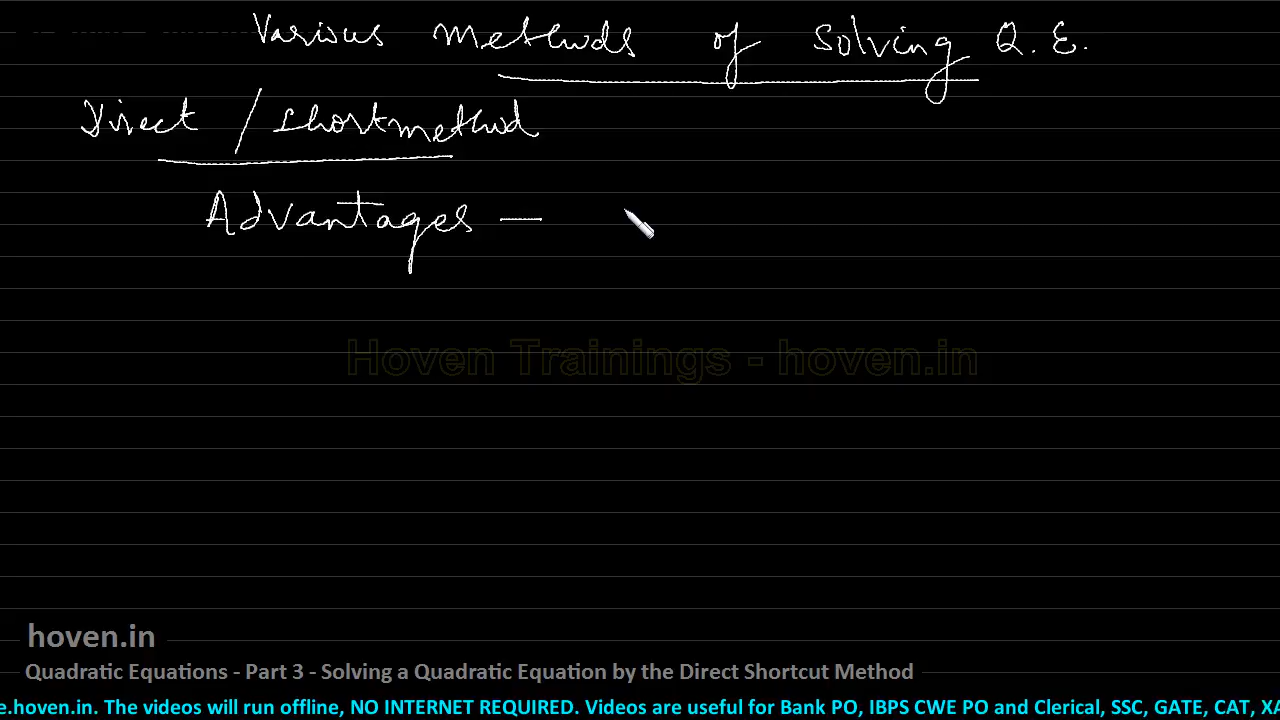 Various methods of solving Q.E.
Direct / Shortmethod
Advantages —
Hoven Trainings - hoven.in
hoven.in
Quadratic Equations - Part 3 - Solving a Quadratic Equation by the Direct Shortcut Method
e.hoven.in. The videos will run offline, NO INTERNET REQUIRED. Videos are useful for Bank PO, IBPS CWE PO and Clerical, SSC, GATE, CAT, XA